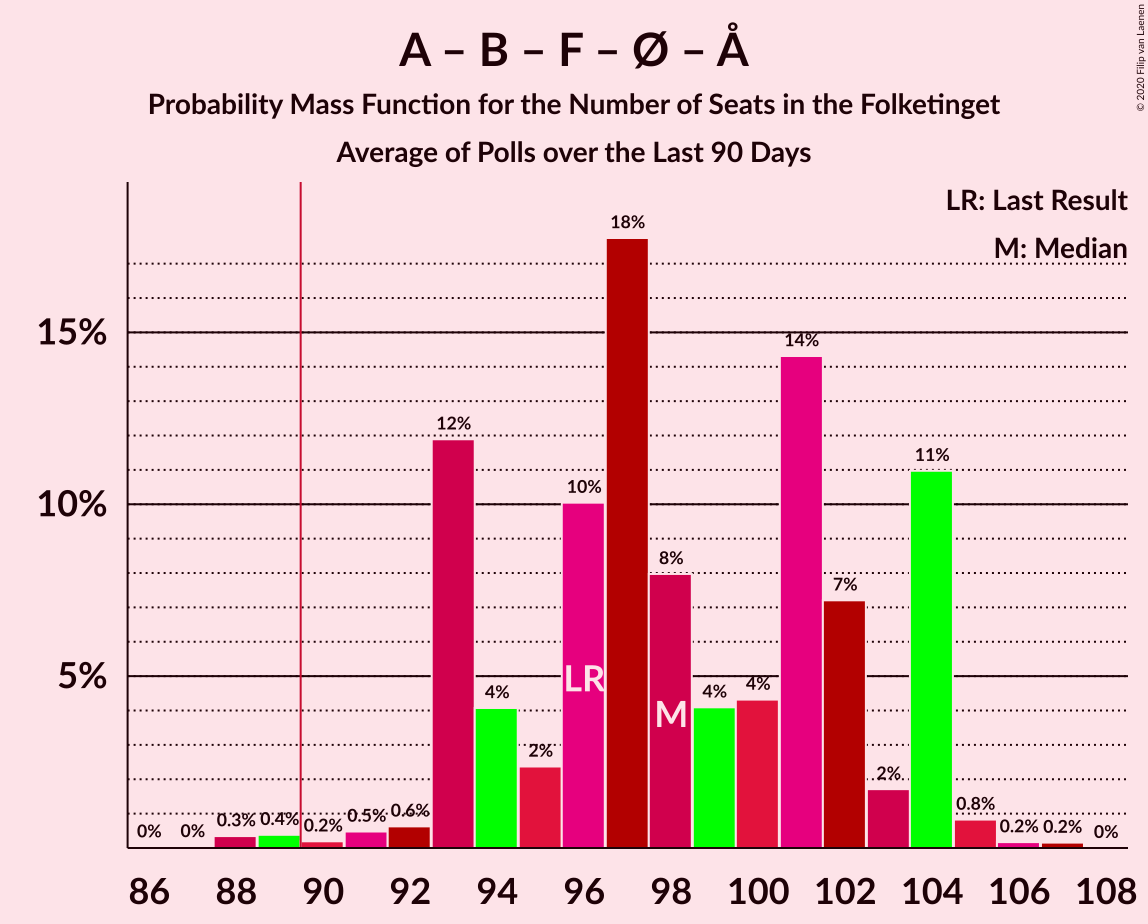 A – B – F – Ø – Å
Probability Mass Function for the Number of Seats in the Folketinget
Average of Polls over the Last 90 Days
© 2020 Filip van Laenen
LR: Last Result
M: Median
15%
10%
5%
0%
0%
0.3%
0.4%
0.2%
0.5%
0.6%
12%
4%
2%
10%
18%
8%
4%
4%
14%
7%
2%
11%
0.8%
0.2%
0.2%
0%
LR
M
86 88 90 92 94 96 98 100 102 104 106 108